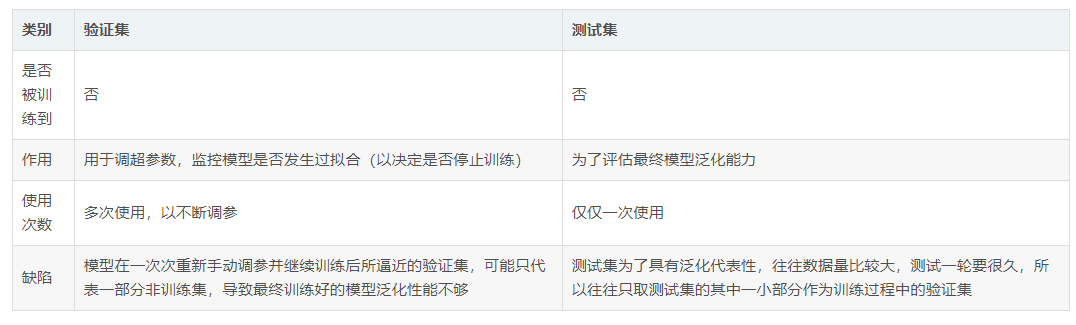 类别 验证集 测试集
是否
被训
练到
否 否
作用 用于调超参数，监控模型是否发生过拟合（以决定是否停止训练） 为了评估最终模型泛化能力
使用
次数
多次使用，以不断调参 仅仅一次使用
缺陷
模型在一次次重新手动调参并继续训练后所逼近的验证集，可能只代
表一部分非训练集，导致最终训练好的模型泛化性能不够
测试集为了具有泛化代表性，往往数据量比较大，测试一轮要很久，所
以往往只取测试集的其中一小部分作为训练过程中的验证集